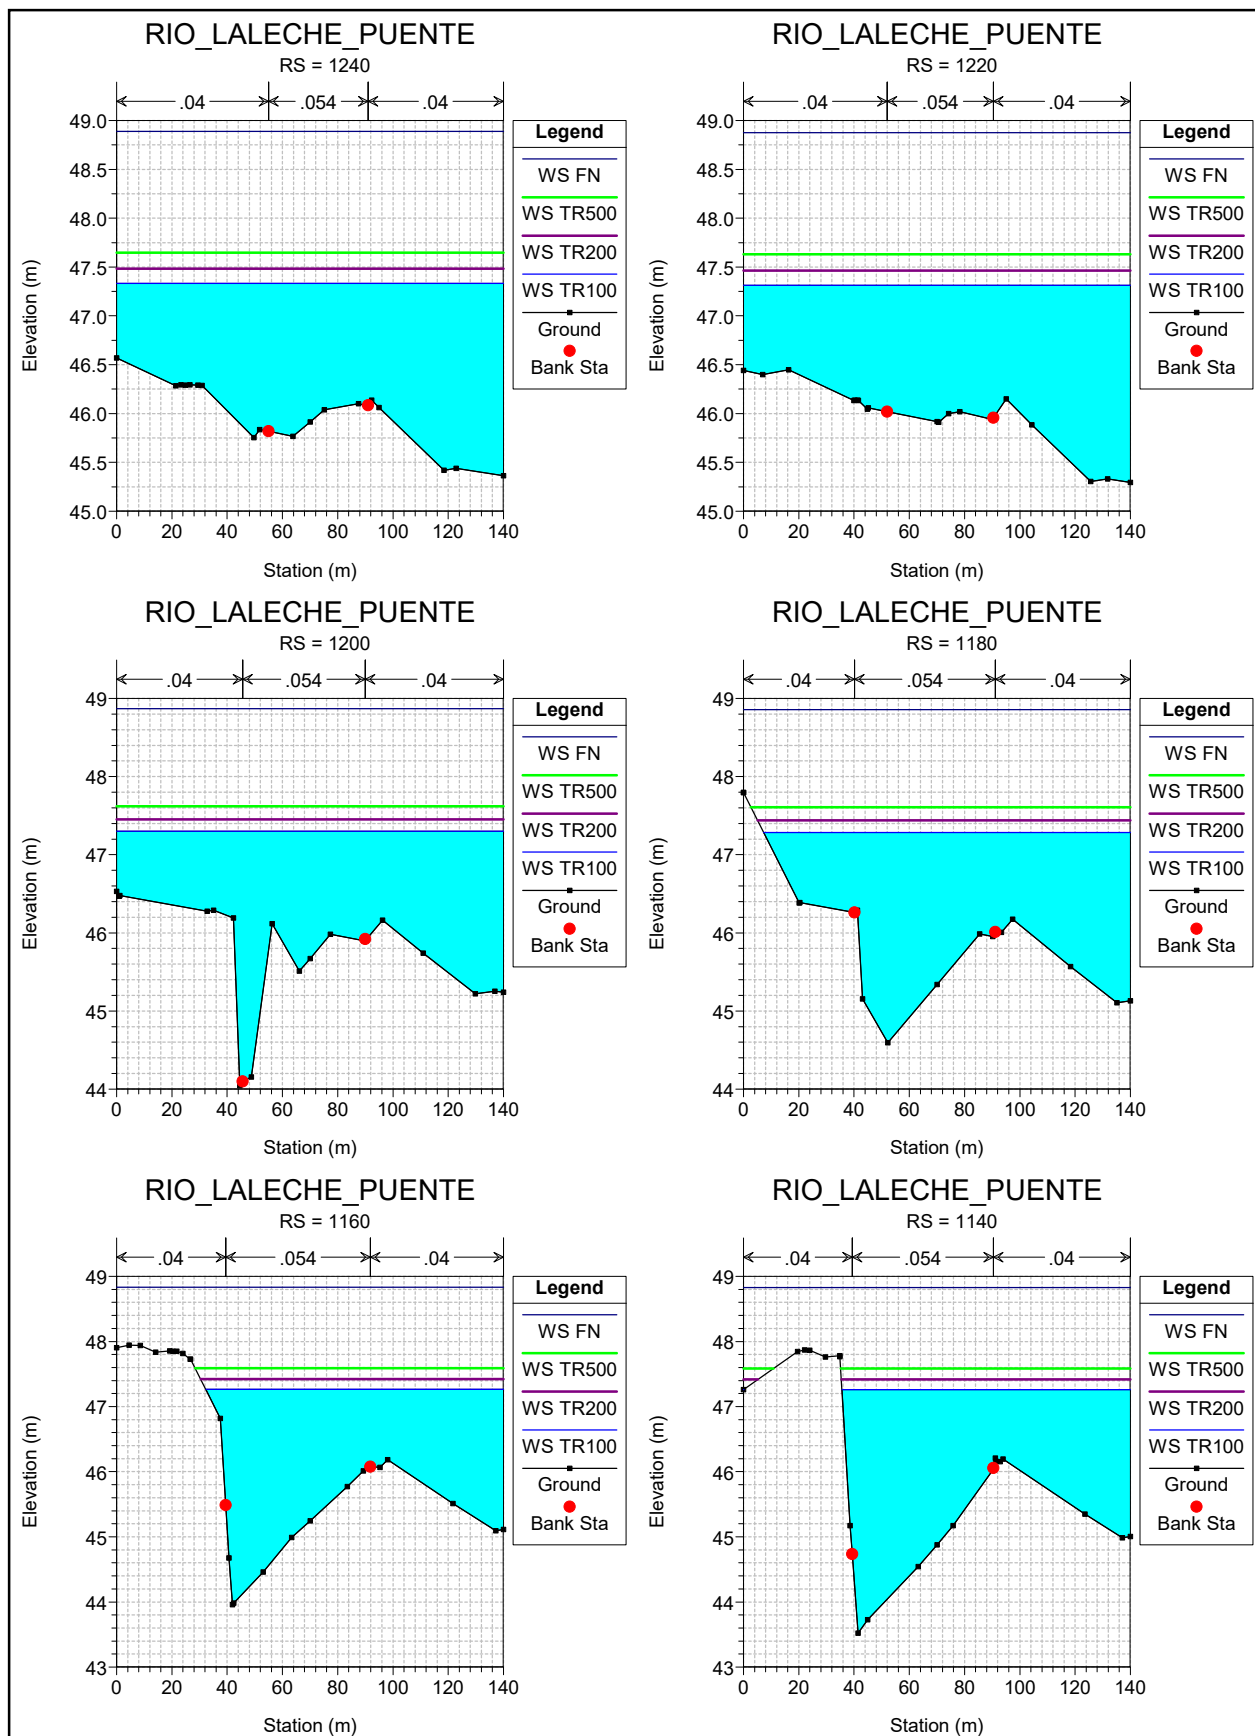 RIO_LALECHE_PUENTE
RS = 1240
.04 .054 .04
49.0
48.5
48.0
47.5
47.0
46.5
46.0
45.5
45.0
0 20 40 60 80 100 120 140
Elevation (m)
Station (m)
Legend
WS FN
WS TR500
WS TR200
WS TR100
Ground
Bank Sta
RIO_LALECHE_PUENTE
RS = 1220
.04 .054 .04
49.0
48.5
48.0
47.5
47.0
46.5
46.0
45.5
45.0
0 20 40 60 80 100 120 140
Elevation (m)
Station (m)
Legend
WS FN
WS TR500
WS TR200
WS TR100
Ground
Bank Sta
RIO_LALECHE_PUENTE
RS = 1200
.04 .054 .04
49
48
47
46
45
44
0 20 40 60 80 100 120 140
Elevation (m)
Station (m)
Legend
WS FN
WS TR500
WS TR200
WS TR100
Ground
Bank Sta
RIO_LALECHE_PUENTE
RS = 1180
.04 .054 .04
49
48
47
46
45
44
0 20 40 60 80 100 120 140
Elevation (m)
Station (m)
Legend
WS FN
WS TR500
WS TR200
WS TR100
Ground
Bank Sta
RIO_LALECHE_PUENTE
RS = 1160
.04 .054 .04
49
48
47
46
45
44
43
0 20 40 60 80 100 120 140
Elevation (m)
Station (m)
Legend
WS FN
WS TR500
WS TR200
WS TR100
Ground
Bank Sta
RIO_LALECHE_PUENTE
RS = 1140
.04 .054 .04
49
48
47
46
45
44
43
0 20 40 60 80 100 120 140
Elevation (m)
Station (m)
Legend
WS FN
WS TR500
WS TR200
WS TR100
Ground
Bank Sta